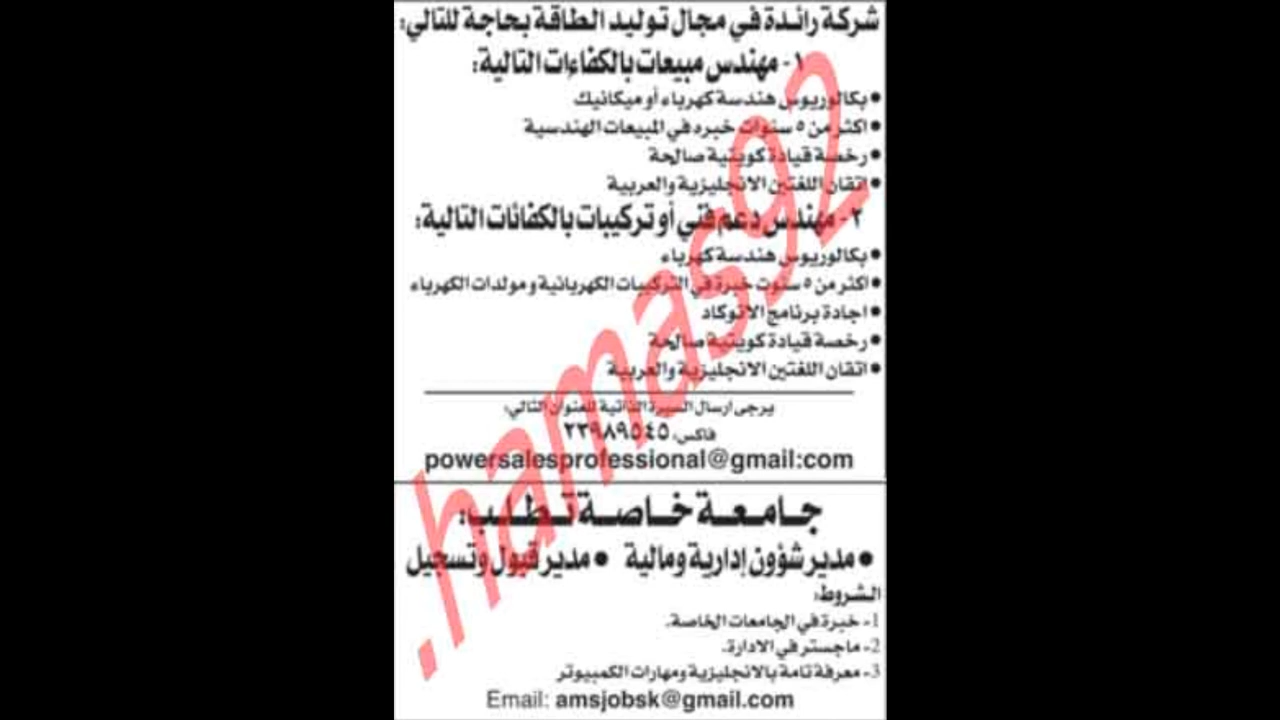 شركة رائدة في مجال توليد الطاقة بحاجة للتالي:
١- مهندس مبيعات بالكفاءات التالية:
● بكالوريوس هندسة كهرباء أو ميكانيك
● اكثر من ٥ سنوات خبره في المبيعات الهندسية
● رخصة قيادة كويتية صالحة
● اتقان اللغتين الانجليزية والعربية
٢- مهندس دعم فني أو تركيبات بالكفائات التالية:
● بكالوريوس هندسة كهرباء
● اكثر من ٥ سنوت خبرة في التركيبات الكهربائية ومولدات الكهرباء
● اجادة برنامج الاتوكاد
● رخصة قيادة كويتية صالحة
● اتقان اللغتين الانجليزية والعربية
يرجى ارسال السيرة الذاتية للعنوان التالي:
فاكس: ٢٣٩٨٩٥٤٥
powersalesprofessional@gmail:com
جامعة خاصة تطلب:
● مدير شؤون إدارية ومالية ● مدير قبول وتسجيل
الشروط:
1- خبرة في الجامعات الخاصة.
2- ماجستر في الادارة.
3- معرفة تامة بالانجليزية ومهارات الكمبيوتر
Email: amsjobsk@gmail.com
.hamas92